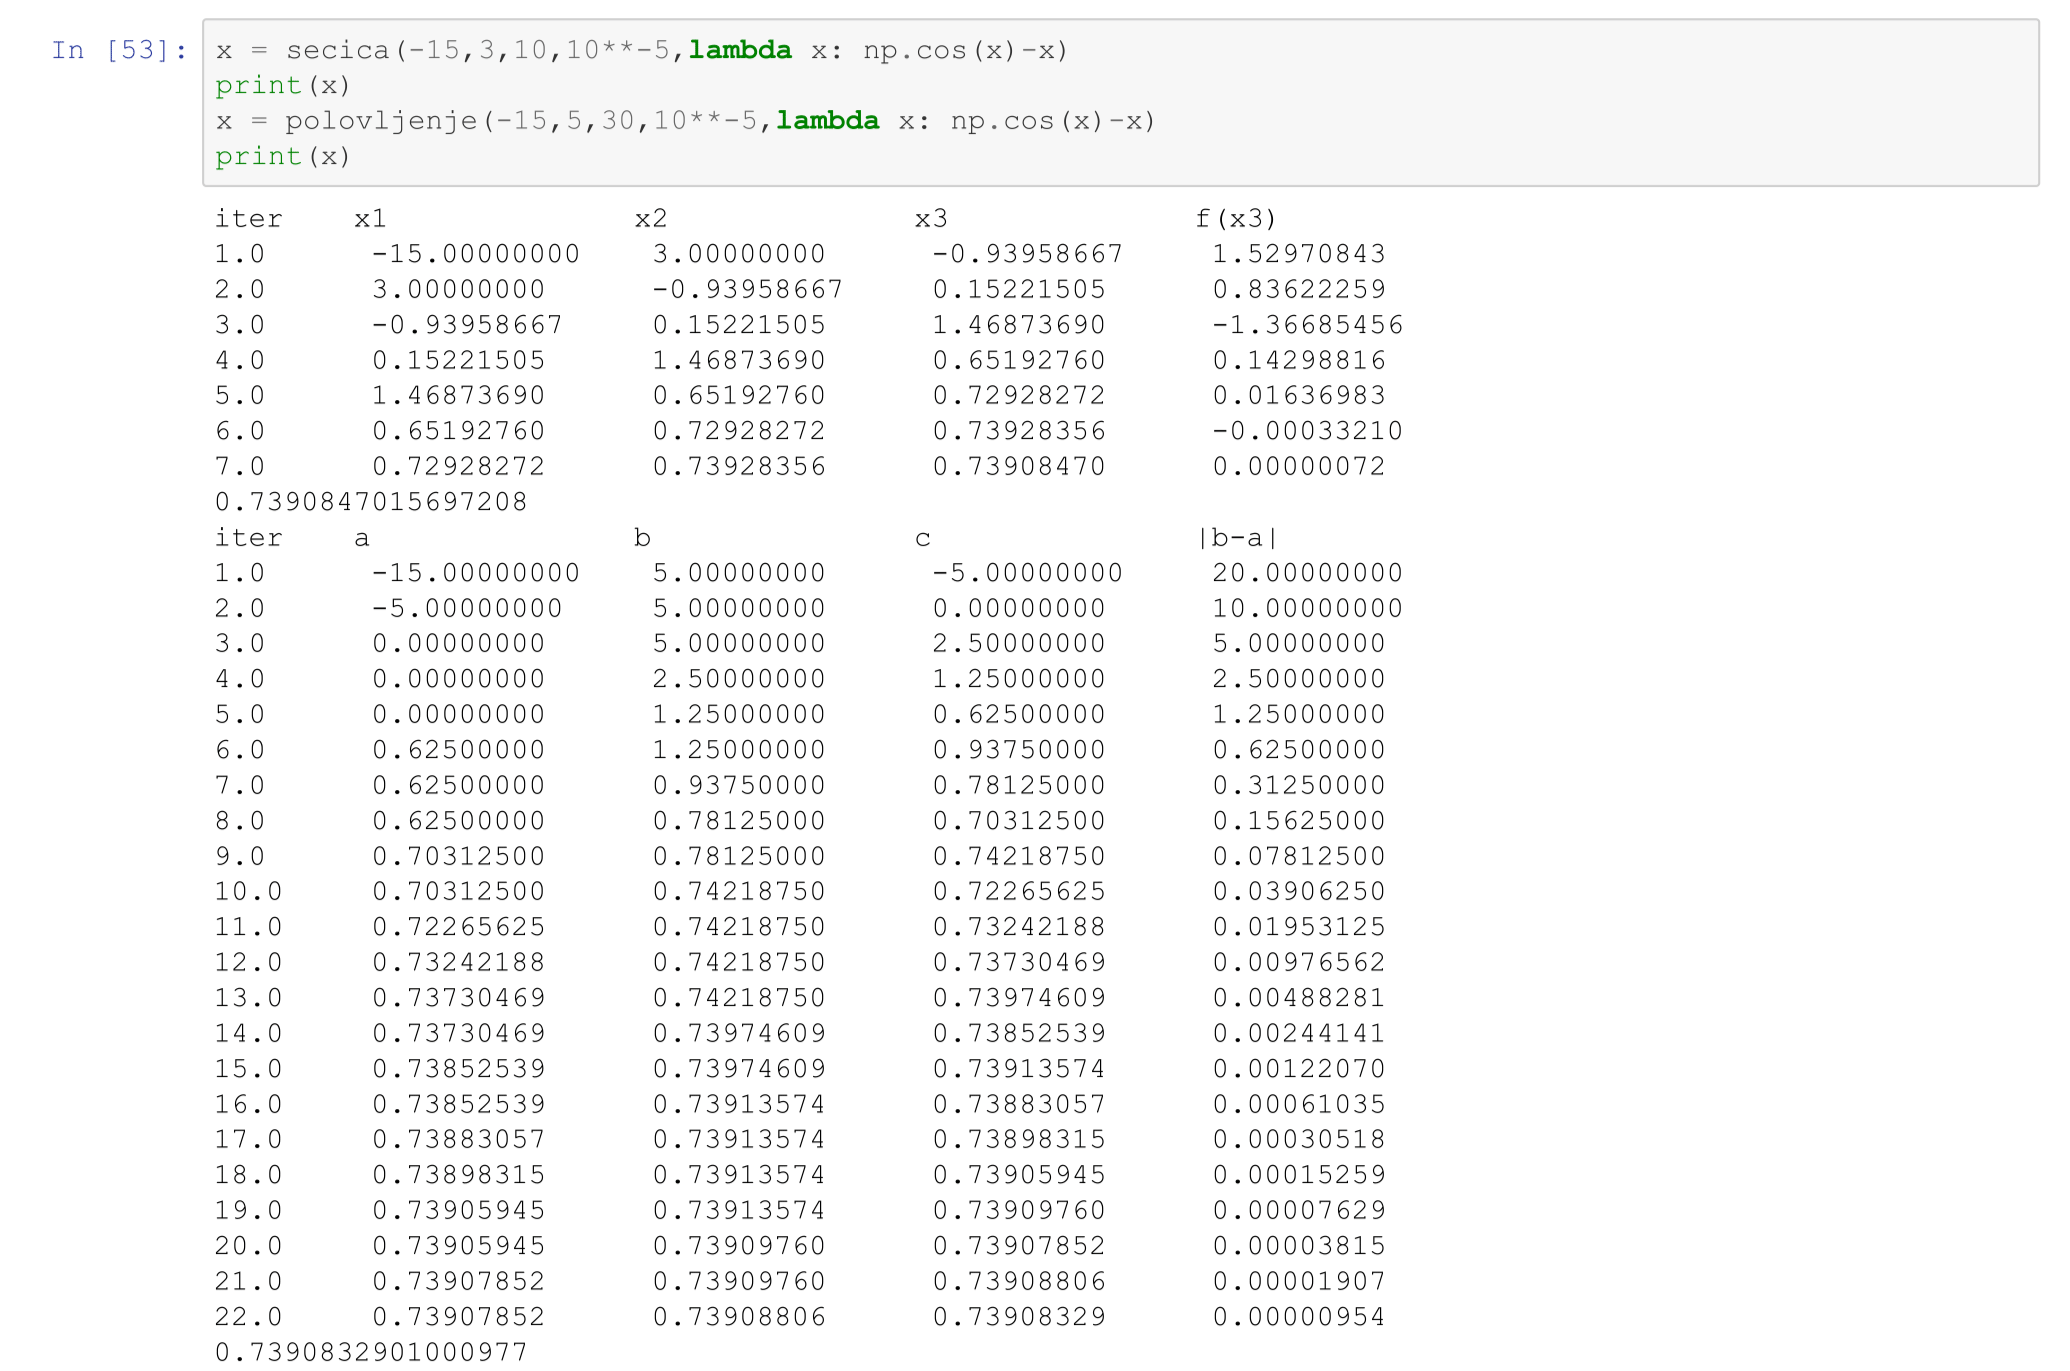 In [53]: x = secica(-15,3,10,10**-5,lambda x: np.cos(x)-x)
print(x)
x = polovljenje(-15,5,30,10**-5,lambda x: np.cos(x)-x)
print(x)
iter x1 x2 x3 f(x3)
1.0 -15.00000000 3.00000000 -0.93958667 1.52970843
2.0 3.00000000 -0.93958667 0.15221505 0.83622259
3.0 -0.93958667 0.15221505 1.46873690 -1.36685456
4.0 0.15221505 1.46873690 0.65192760 0.14298816
5.0 1.46873690 0.65192760 0.72928272 0.01636983
6.0 0.65192760 0.72928272 0.73928356 -0.00033210
7.0 0.72928272 0.73928356 0.73908470 0.00000072
0.7390847015697208
iter a b c |b-a|
1.0 -15.00000000 5.00000000 -5.00000000 20.00000000
2.0 -5.00000000 5.00000000 0.00000000 10.00000000
3.0 0.00000000 5.00000000 2.50000000 5.00000000
4.0 0.00000000 2.50000000 1.25000000 2.50000000
5.0 0.00000000 1.25000000 0.62500000 1.25000000
6.0 0.62500000 1.25000000 0.93750000 0.62500000
7.0 0.62500000 0.93750000 0.78125000 0.31250000
8.0 0.62500000 0.78125000 0.70312500 0.15625000
9.0 0.70312500 0.78125000 0.74218750 0.07812500
10.0 0.70312500 0.74218750 0.72265625 0.03906250
11.0 0.72265625 0.74218750 0.73242188 0.01953125
12.0 0.73242188 0.74218750 0.73730469 0.00976562
13.0 0.73730469 0.74218750 0.73974609 0.00488281
14.0 0.73730469 0.73974609 0.73852539 0.00244141
15.0 0.73852539 0.73974609 0.73913574 0.00122070
16.0 0.73852539 0.73913574 0.73883057 0.00061035
17.0 0.73883057 0.73913574 0.73898315 0.00030518
18.0 0.73898315 0.73913574 0.73905945 0.00015259
19.0 0.73905945 0.73913574 0.73909760 0.00007629
20.0 0.73905945 0.73909760 0.73907852 0.00003815
21.0 0.73907852 0.73909760 0.73908806 0.00001907
22.0 0.73907852 0.73908806 0.73908329 0.00000954
0.7390832901000977